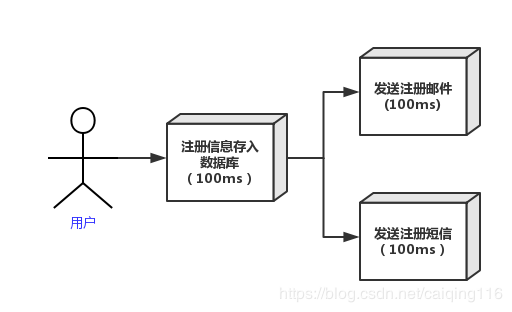 用户
注册信息存入
数据库
（100ms）
发送注册邮件
(100ms)
发送注册短信
（100ms）
https://blog.csdn.net/caiqing116